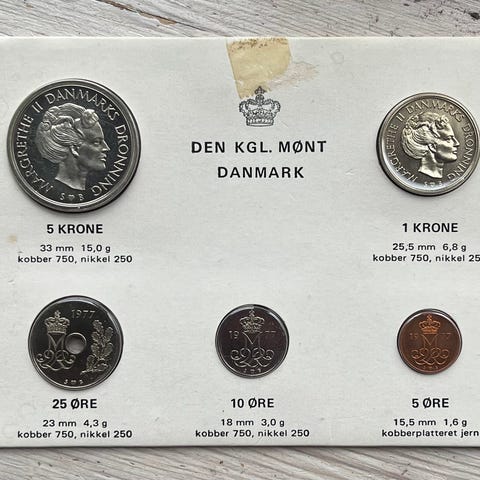 MARGRETHE II DANMARKS DRONNING
S B
MARGRETHE II DANMARKS DRONNING
S B
DEN KGL. MØNT
DANMARK
5 KRONE
33 mm 15,0 g
kobber 750, nikkel 250
1 KRONE
25,5 mm 6,8 g
kobber 750, nikkel 25
1977
S B
1977
S B
1977
S B
25 ØRE
23 mm 4,3 g
kobber 750, nikkel 250
10 ØRE
18 mm 3,0 g
kobber 750, nikkel 250
5 ØRE
15,5 mm 1,6 g
kobberplatteret jern